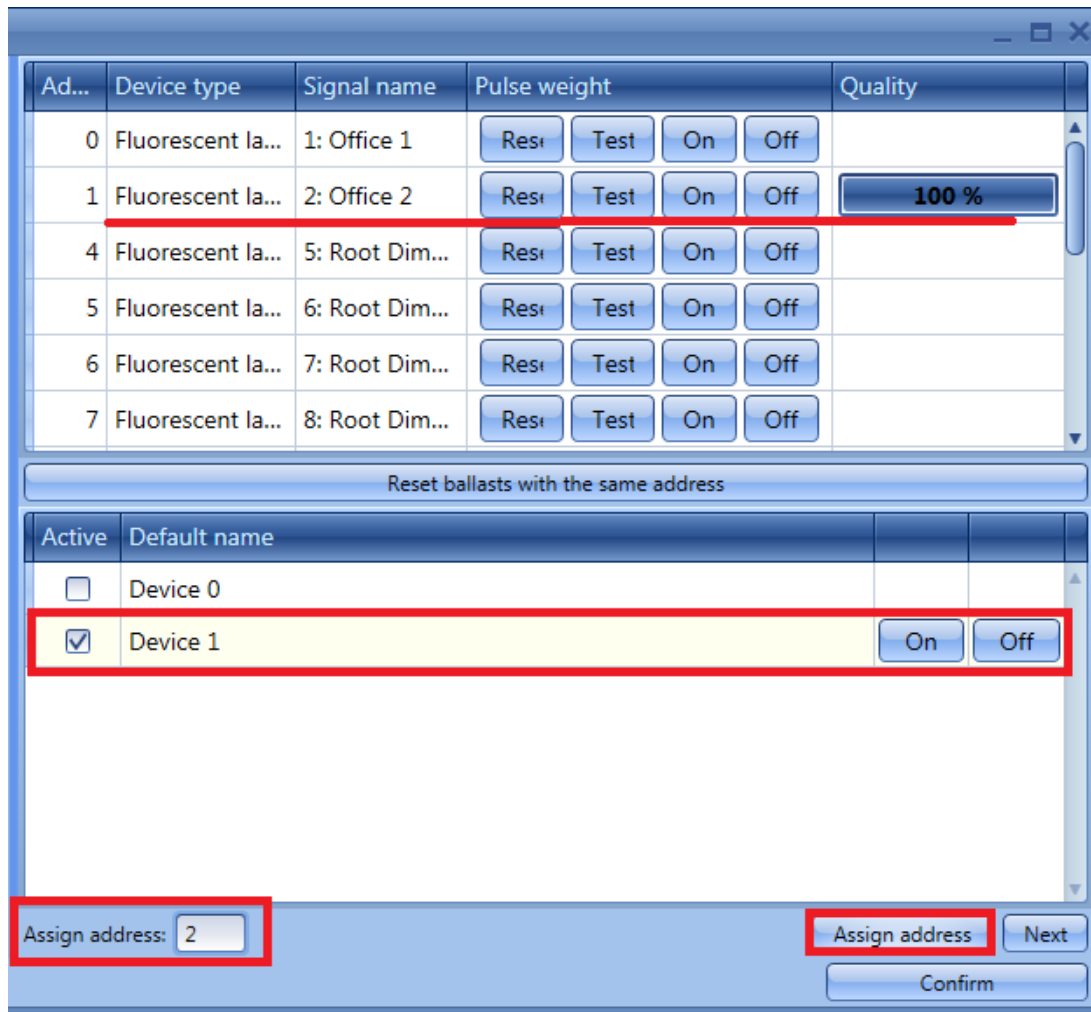 Ad... Device type Signal name Pulse weight Quality
0 Fluorescent la... 1: Office 1 Rese Test On Off
1 Fluorescent la... 2: Office 2 Rese Test On Off 100 %
4 Fluorescent la... 5: Root Dim... Rese Test On Off
5 Fluorescent la... 6: Root Dim... Rese Test On Off
6 Fluorescent la... 7: Root Dim... Rese Test On Off
7 Fluorescent la... 8: Root Dim... Rese Test On Off
Reset ballasts with the same address
Active Default name
Device 0
Device 1 On Off
Assign address: 2 Assign address Next
Confirm